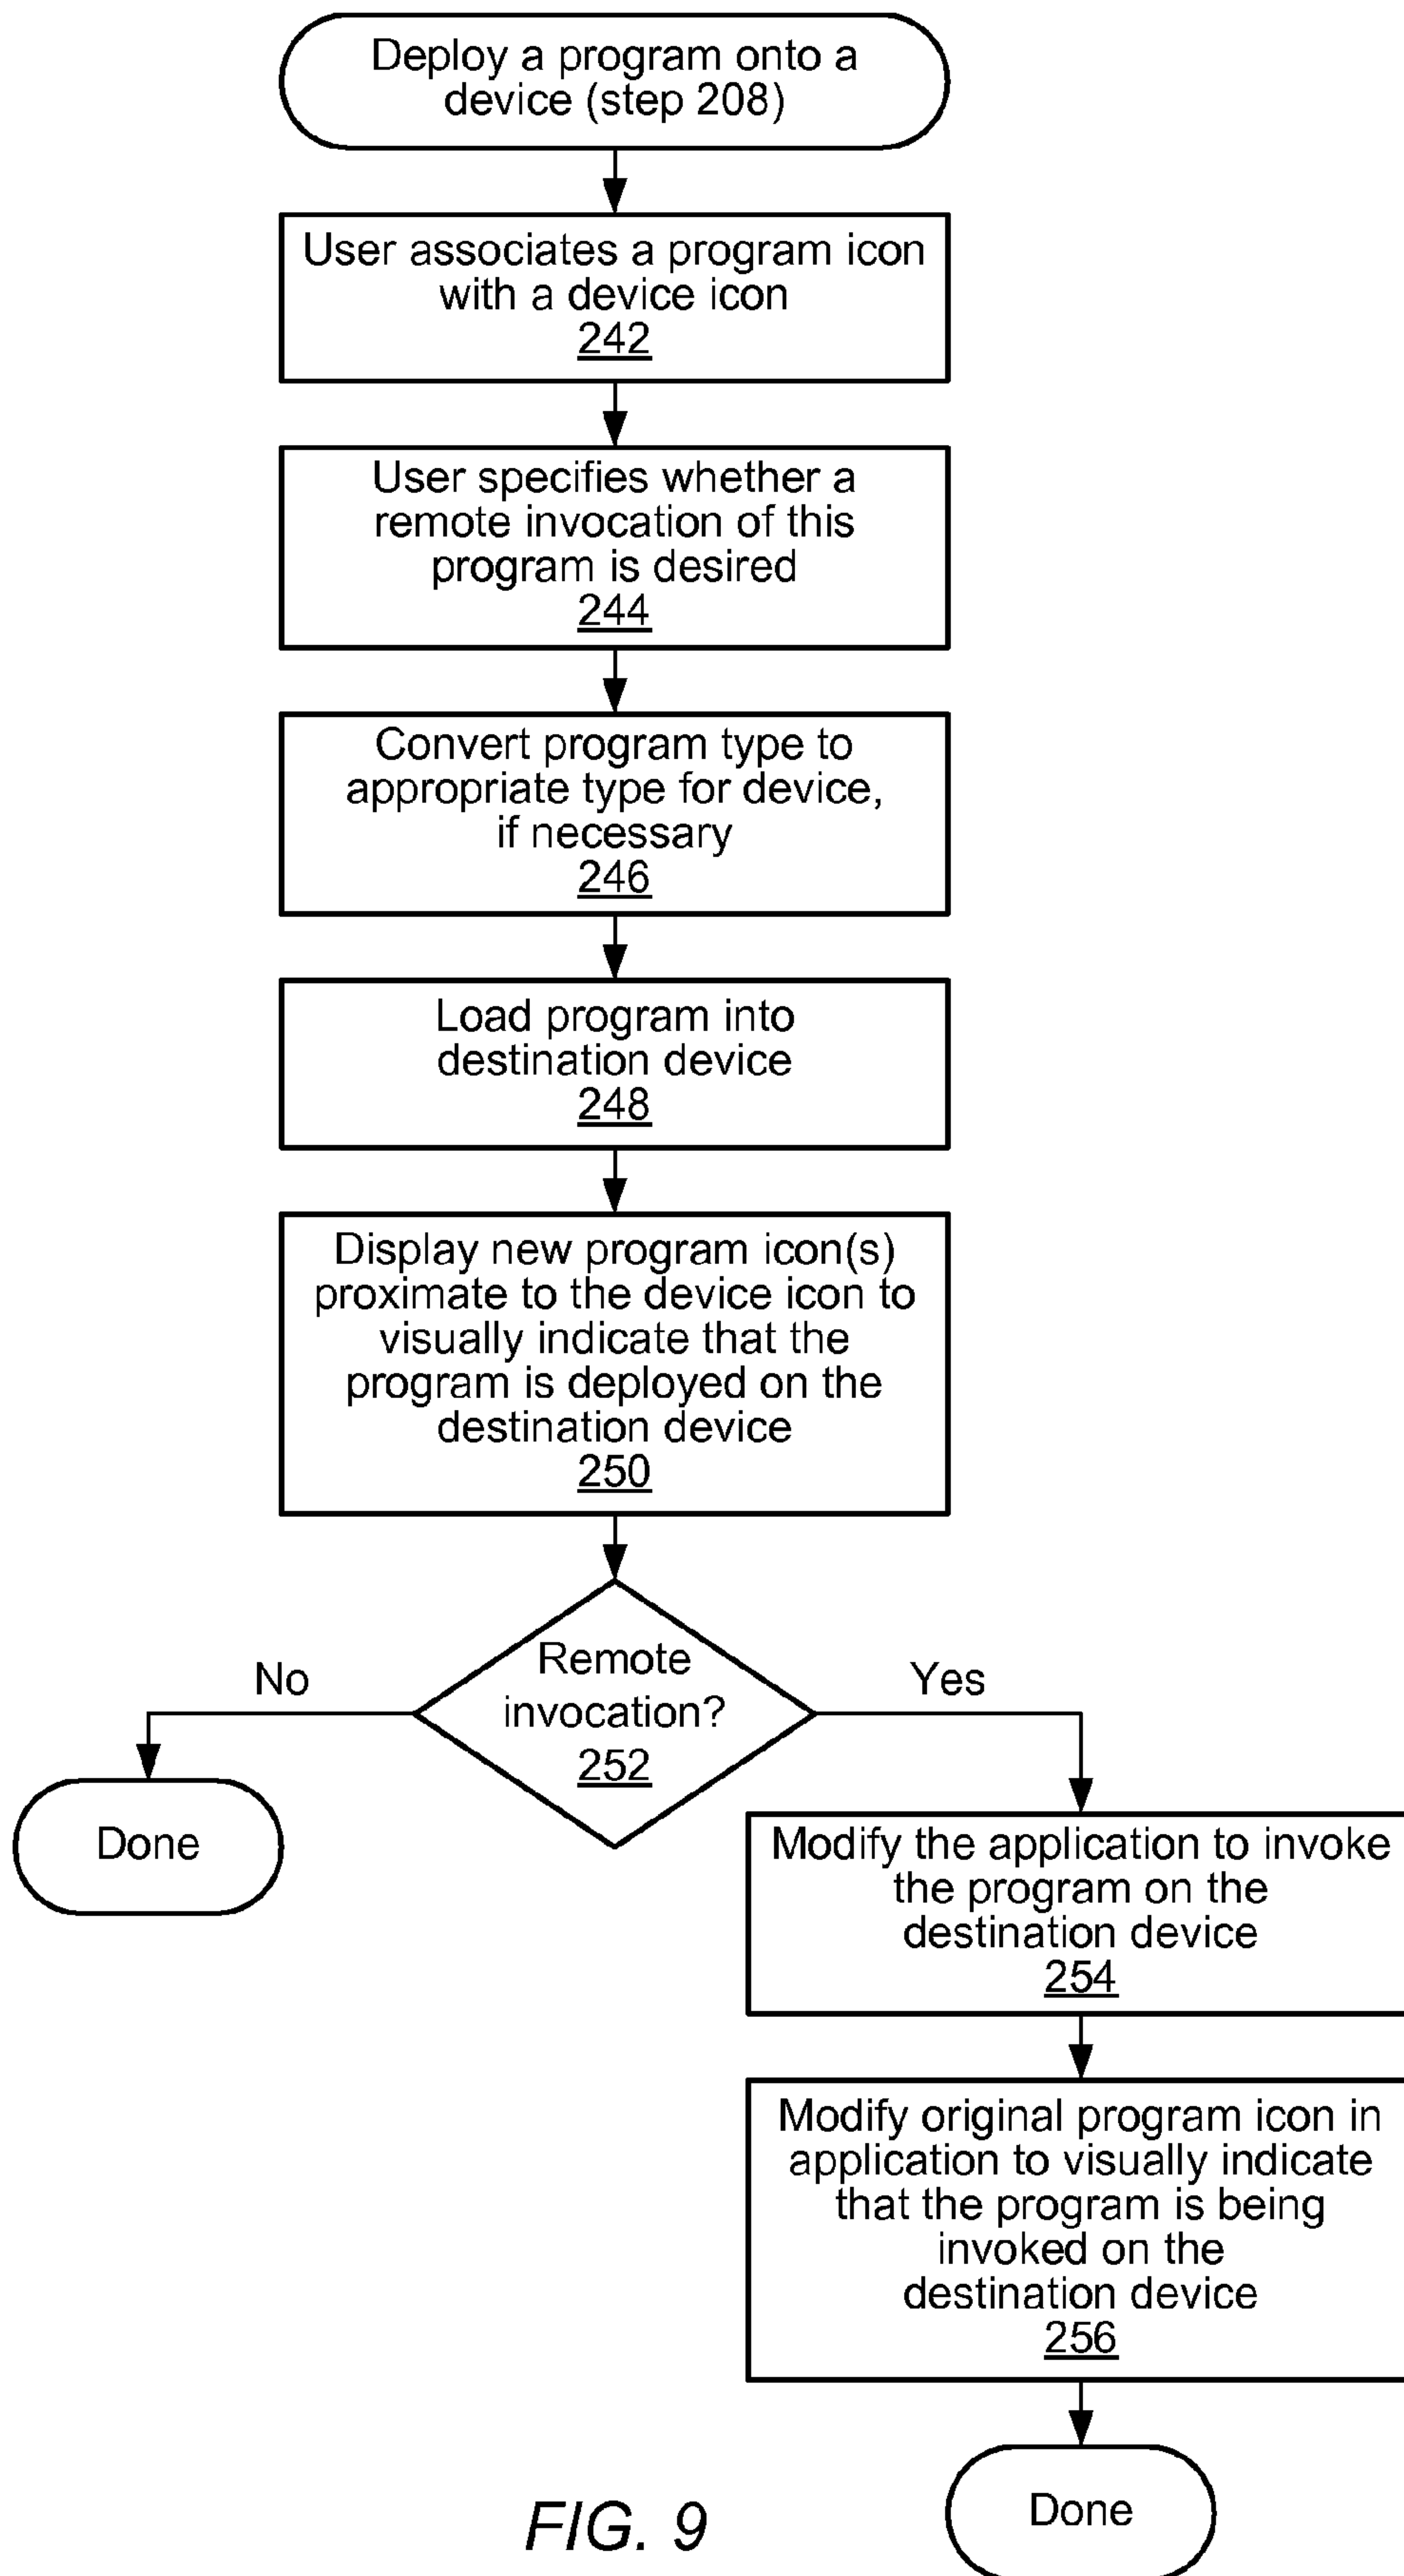 Deploy a program onto a
device (step 208)
User associates a program icon
with a device icon
242
User specifies whether a
remote invocation of this
program is desired
244
Convert program type to
appropriate type for device,
if necessary
246
Load program into
destination device
248
Display new program icon(s)
proximate to the device icon to
visually indicate that the
program is deployed on the
destination device
250
Remote
invocation?
252
No
Yes
Done
Modify the application to invoke
the program on the
destination device
254
Modify original program icon in
application to visually indicate
that the program is being
invoked on the
destination device
256
Done
FIG. 9